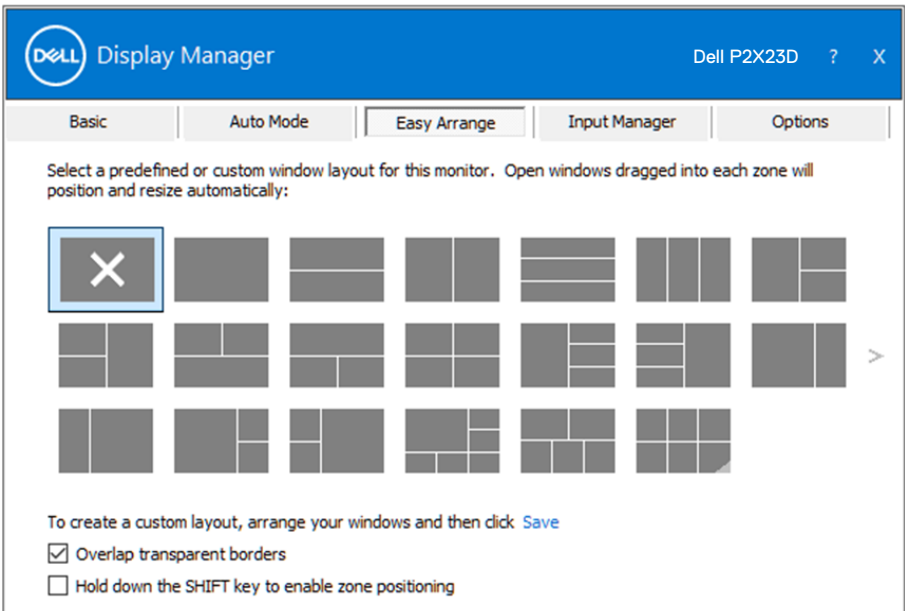 DELL Display Manager Dell P2X23D ? X
Basic Auto Mode Easy Arrange Input Manager Options
Select a predefined or custom window layout for this monitor. Open windows dragged into each zone will
position and resize automatically:
>
To create a custom layout, arrange your windows and then click Save
Overlap transparent borders
Hold down the SHIFT key to enable zone positioning